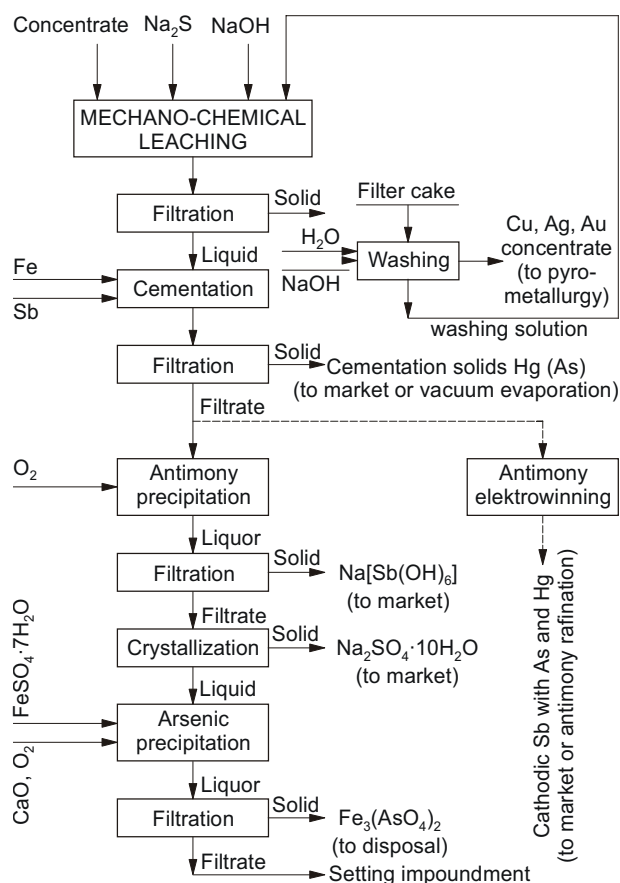 Concentrate
Na₂S
NaOH
MECHANO-CHEMICAL
LEACHING
Filtration
Solid
Filter cake
Liquid
H₂O
NaOH
Washing
Cu, Ag, Au
concentrate
(to pyro-
metallurgy)
Fe
Sb
Cementation
washing solution
Filtration
Solid
Cementation solids Hg (As)
(to market or vacuum evaporation)
Filtrate
O₂
Antimony
precipitation
Antimony
elektrowinning
Liquor
Filtration
Solid
Na[Sb(OH)₆]
(to market)
Filtrate
Crystallization
Solid
Na₂SO₄·10H₂O
(to market)
Liquid
FeSO₄·7H₂O
CaO, O₂
Arsenic
precipitation
Liquor
Filtration
Solid
Fe₃(AsO₄)₂
(to disposal)
Filtrate
Setting impoundment
Cathodic Sb with As and Hg
(to market or antimony rafination)